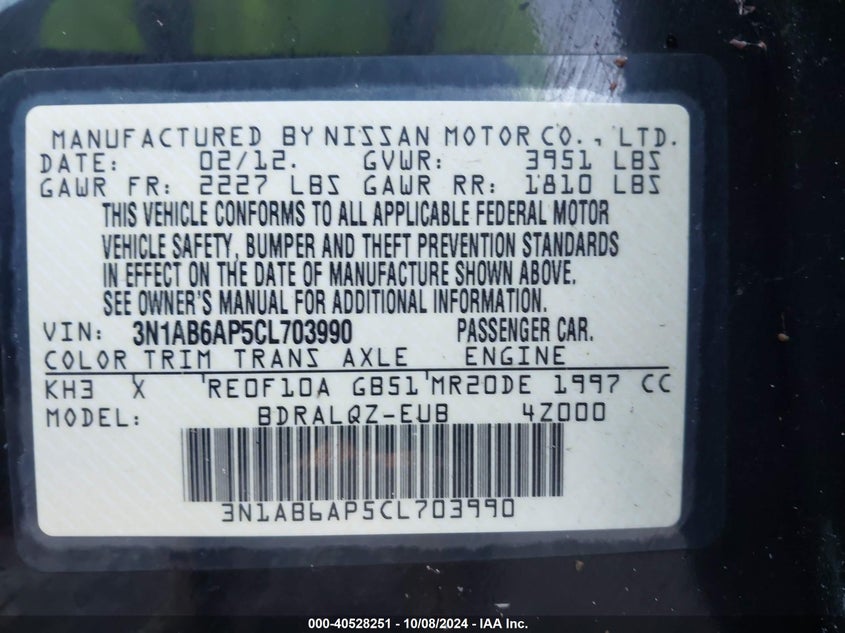 MANUFACTURED BY NISSAN MOTOR CO., LTD.
DATE: 02/12. GVWR: 3951 LBS
GAWR FR: 2227 LBS GAWR RR: 1810 LBS
THIS VEHICLE CONFORMS TO ALL APPLICABLE FEDERAL MOTOR
VEHICLE SAFETY, BUMPER AND THEFT PREVENTION STANDARDS
IN EFFECT ON THE DATE OF MANUFACTURE SHOWN ABOVE.
SEE OWNER'S MANUAL FOR ADDITIONAL INFORMATION.
VIN: 3N1AB6AP5CL703990 PASSENGER CAR.
COLOR TRIM TRANS AXLE ENGINE
KH3 X RE0F10A GB51 MR20DE 1997 CC
MODEL: BDRALQZ-EUB 4Z000
3N1AB6AP5CL703990
000-40528251 - 10/08/2024 - IAA Inc.